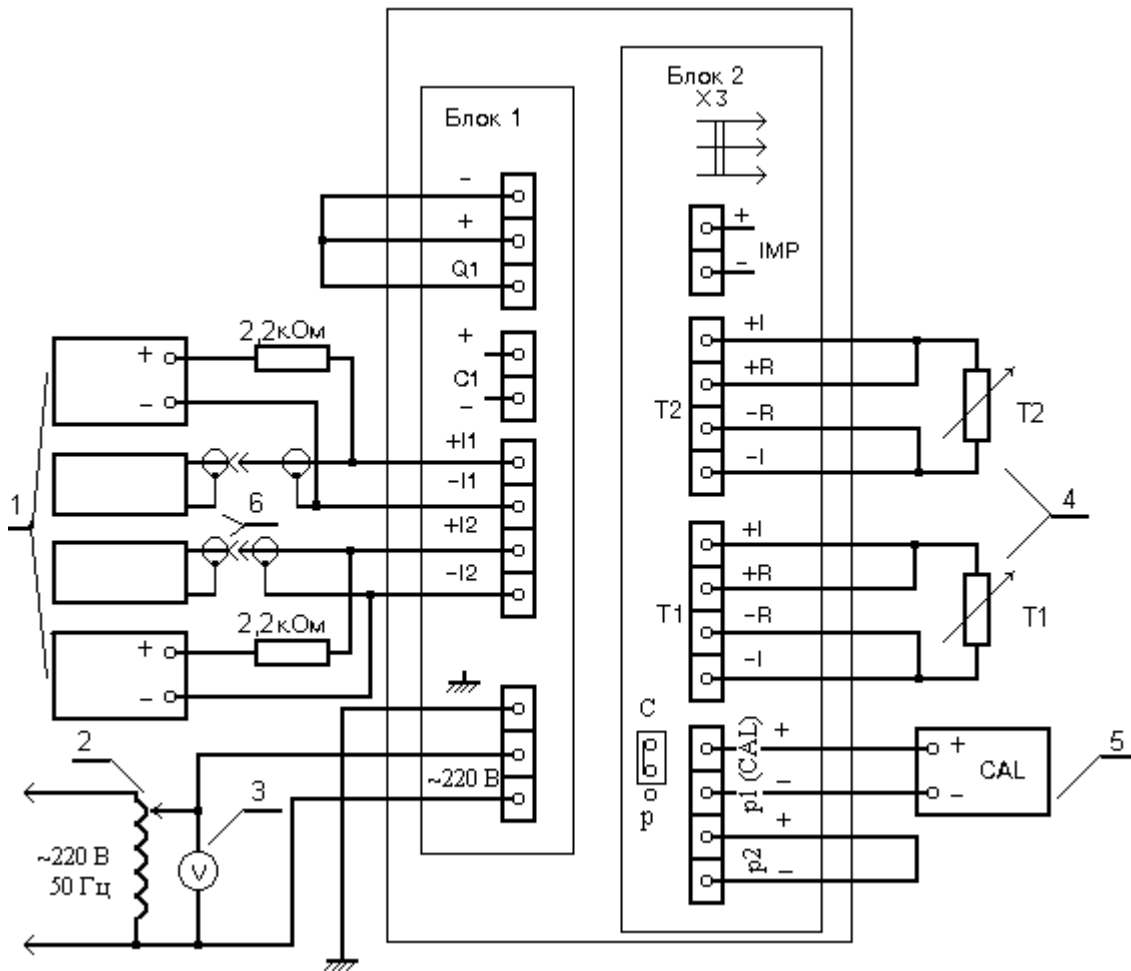 Блок 1
-
+
Q1
+
C1
-
+I1
-I1
+I2
-I2
~220 В
Блок 2
X3
+
IMP
-
T2
+I
+R
-R
-I
T2
T1
+I
+R
-R
-I
T1
4
C
p
p1 (CAL)
+
-
p2
+
-
+
CAL
-
5
2,2кОм
+
-
1
6
2,2кОм
+
-
2
3
V
~220 В
50 Гц